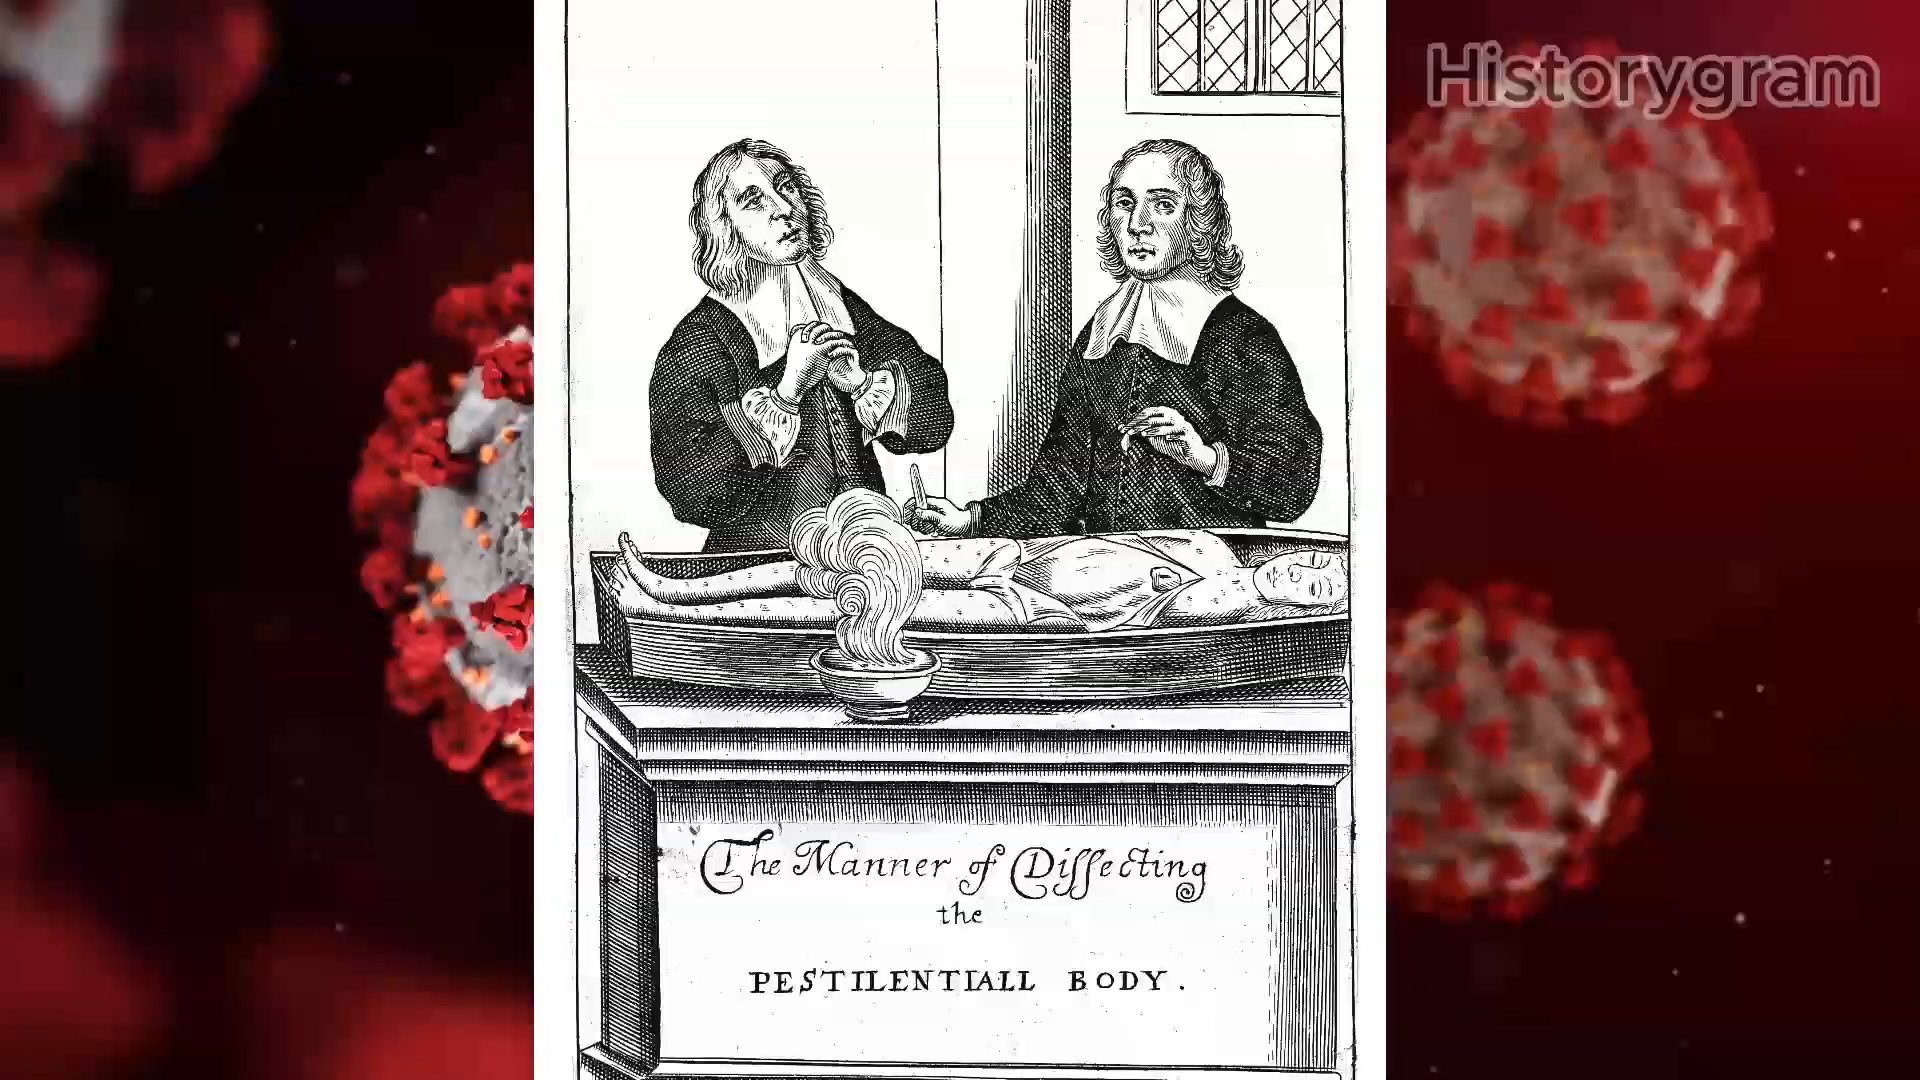 Historygram
The Manner of Dissecting
the
PESTILENTIALL BODY.